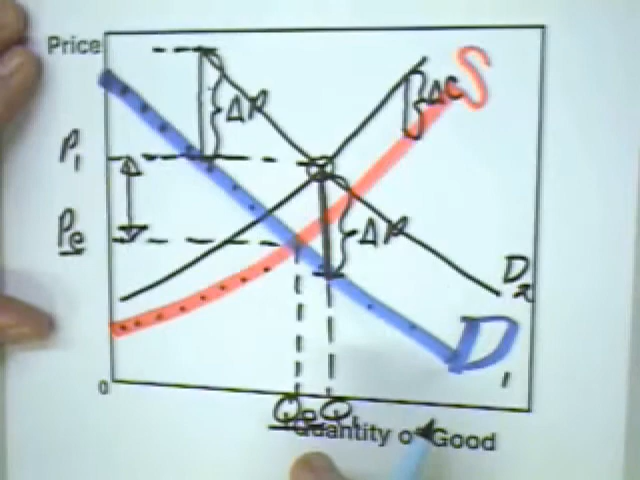 Price
S
ΔP
ΔC
P₁
Pe
ΔP
D₂
D₁
0
Qe Q₁
Quantity of Good